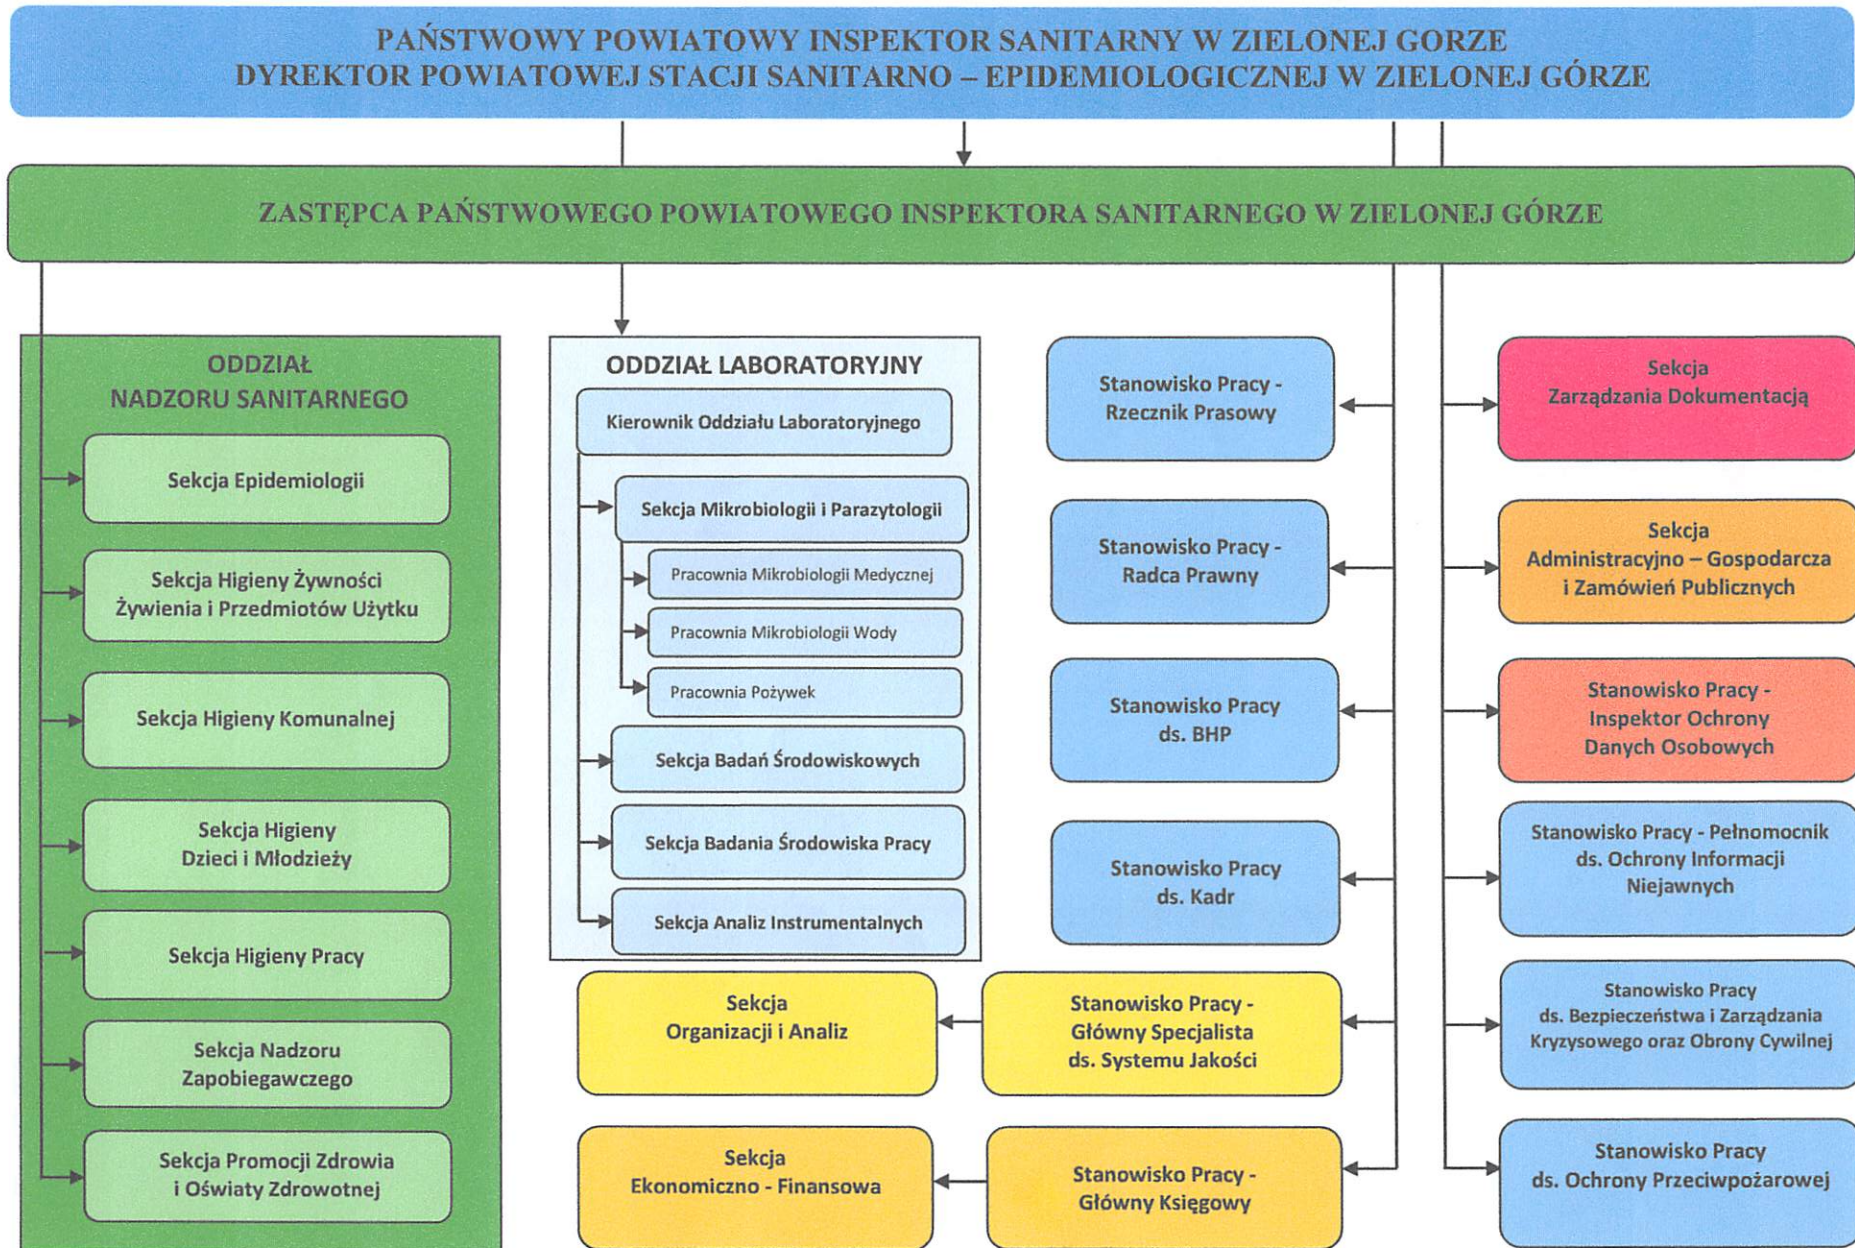 PAŃSTWOWY POWIATOWY INSPEKTOR SANITARNY W ZIELONEJ GORZE
DYREKTOR POWIATOWEJ STACJI SANITARNO – EPIDEMIOLOGICZNEJ W ZIELONEJ GÓRZE
ZASTĘPCA PAŃSTWOWEGO POWIATOWEGO INSPEKTORA SANITARNEGO W ZIELONEJ GÓRZE
ODDZIAŁ
NADZORU SANITARNEGO
Sekcja Epidemiologii
Sekcja Higieny Żywności
Żywienia i Przedmiotów Użytku
Sekcja Higieny Komunalnej
Sekcja Higieny
Dzieci i Młodzieży
Sekcja Higieny Pracy
Sekcja Nadzoru
Zapobiegawczego
Sekcja Promocji Zdrowia
i Oświaty Zdrowotnej
ODDZIAŁ LABORATORYJNY
Kierownik Oddziału Laboratoryjnego
Sekcja Mikrobiologii i Parazytologii
Pracownia Mikrobiologii Medycznej
Pracownia Mikrobiologii Wody
Pracownia Pożywek
Sekcja Badań Środowiskowych
Sekcja Badania Środowiska Pracy
Sekcja Analiz Instrumentalnych
Stanowisko Pracy -
Rzecznik Prasowy
Stanowisko Pracy -
Radca Prawny
Stanowisko Pracy
ds. BHP
Stanowisko Pracy
ds. Kadr
Sekcja
Organizacji i Analiz
Stanowisko Pracy -
Główny Specjalista
ds. Systemu Jakości
Sekcja
Ekonomiczno - Finansowa
Stanowisko Pracy -
Główny Księgowy
Sekcja
Zarządzania Dokumentacją
Sekcja
Administracyjno – Gospodarcza
i Zamówień Publicznych
Stanowisko Pracy -
Inspektor Ochrony
Danych Osobowych
Stanowisko Pracy - Pełnomocnik
ds. Ochrony Informacji
Niejawnych
Stanowisko Pracy
ds. Bezpieczeństwa i Zarządzania
Kryzysowego oraz Obrony Cywilnej
Stanowisko Pracy
ds. Ochrony Przeciwpożarowej